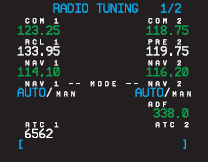 RADIO TUNING 1/2
COM 1 COM 2
123.25 118.75
RCL 1 PRE 2
133.95 119.75
NAV 1 NAV 2
114.10 116.20
NAV 1 -- MODE -- NAV 2
AUTO/MAN AUTO/MAN
ADF
338.0
ATC 1 ATC 2
6562
[ ]